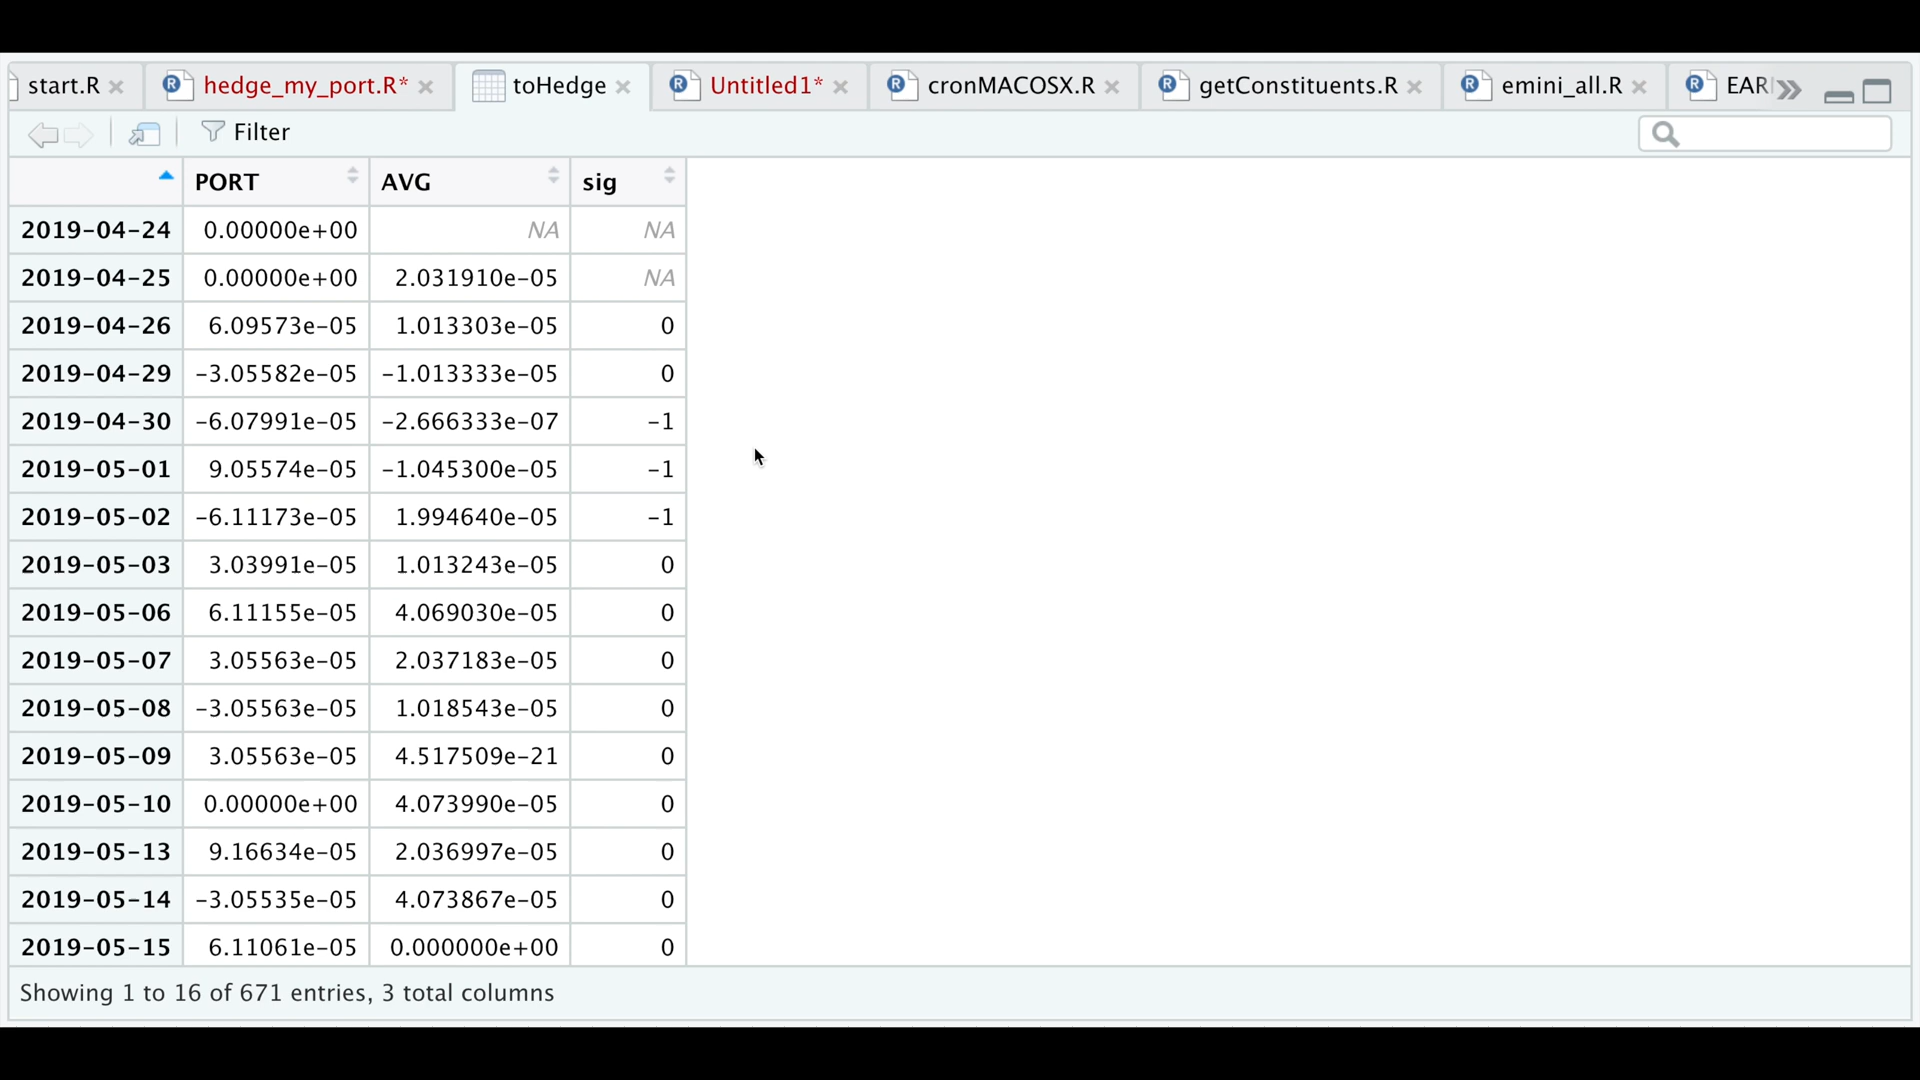 start.R hedge_my_port.R* toHedge Untitled1* cronMACOSX.R getConstituents.R emini_all.R EAR
Filter
PORT AVG sig
2019-04-24 0.00000e+00 NA NA
2019-04-25 0.00000e+00 2.031910e-05 NA
2019-04-26 6.09573e-05 1.013303e-05 0
2019-04-29 -3.05582e-05 -1.013333e-05 0
2019-04-30 -6.07991e-05 -2.666333e-07 -1
2019-05-01 9.05574e-05 -1.045300e-05 -1
2019-05-02 -6.11173e-05 1.994640e-05 -1
2019-05-03 3.03991e-05 1.013243e-05 0
2019-05-06 6.11155e-05 4.069030e-05 0
2019-05-07 3.05563e-05 2.037183e-05 0
2019-05-08 -3.05563e-05 1.018543e-05 0
2019-05-09 3.05563e-05 4.517509e-21 0
2019-05-10 0.00000e+00 4.073990e-05 0
2019-05-13 9.16634e-05 2.036997e-05 0
2019-05-14 -3.05535e-05 4.073867e-05 0
2019-05-15 6.11061e-05 0.000000e+00 0
Showing 1 to 16 of 671 entries, 3 total columns